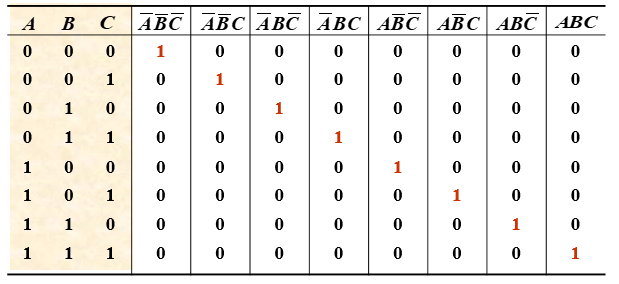 A B C A̅B̅C̅ A̅B̅C A̅BC̅ A̅BC AB̅C̅ AB̅C ABC̅ ABC
0 0 0 1 0 0 0 0 0 0 0
0 0 1 0 1 0 0 0 0 0 0
0 1 0 0 0 1 0 0 0 0 0
0 1 1 0 0 0 1 0 0 0 0
1 0 0 0 0 0 0 1 0 0 0
1 0 1 0 0 0 0 0 1 0 0
1 1 0 0 0 0 0 0 0 1 0
1 1 1 0 0 0 0 0 0 0 1